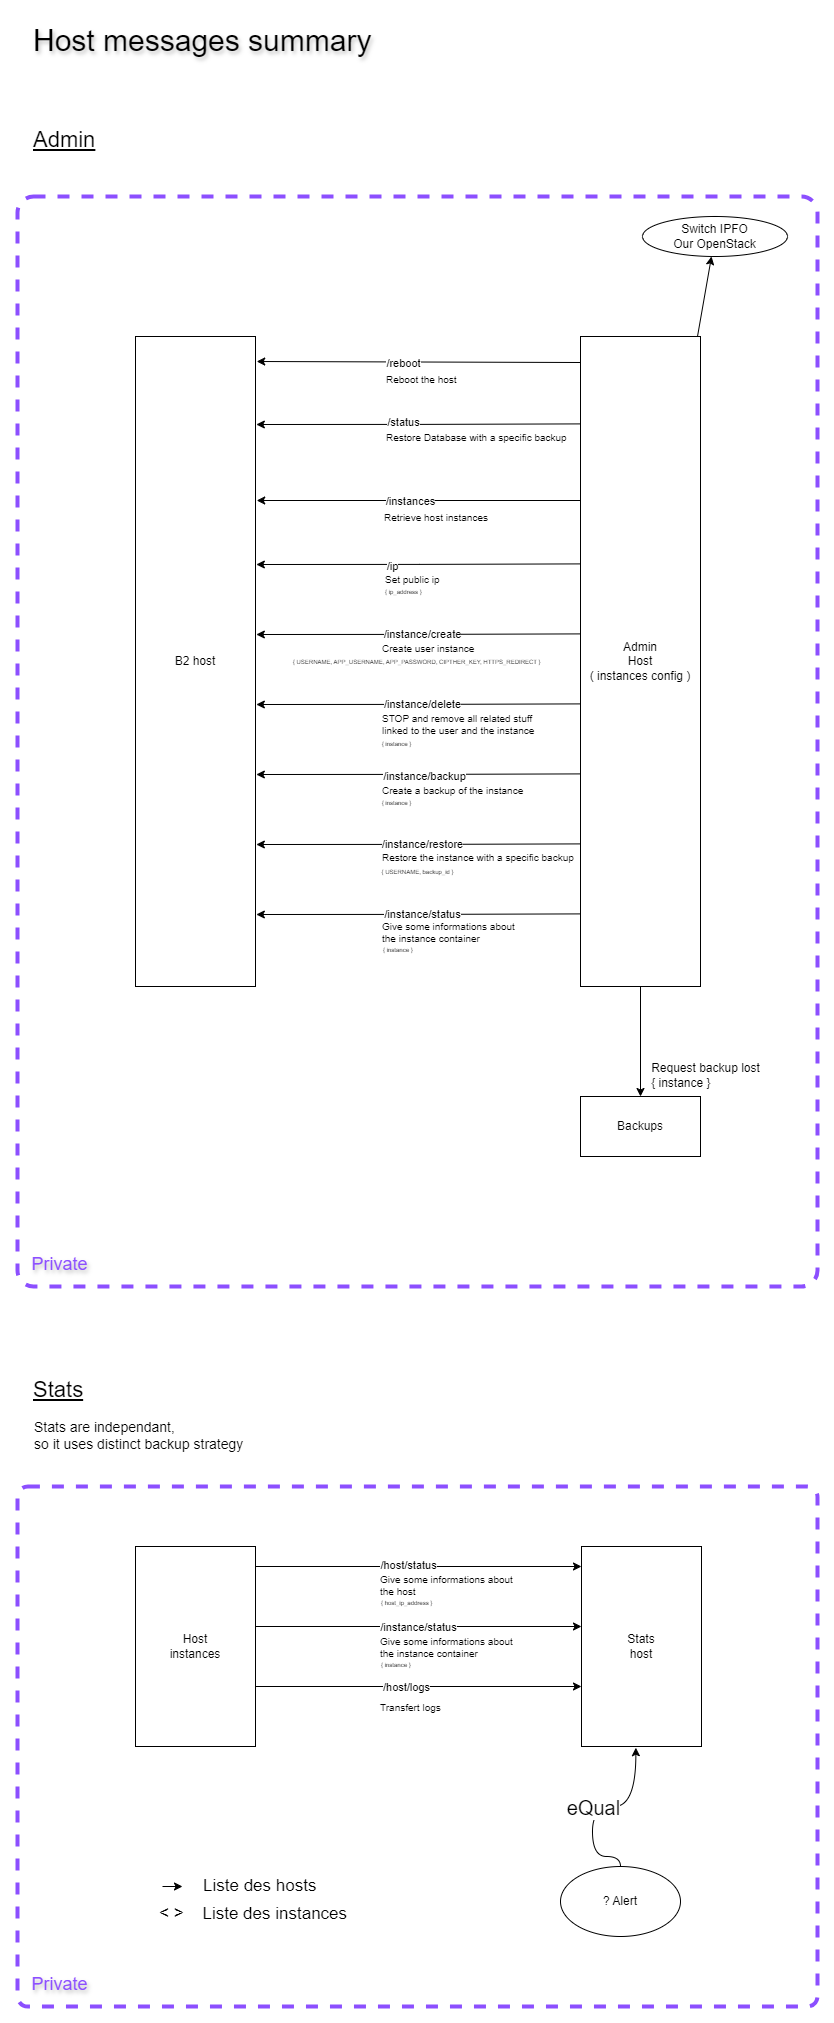 Host messages summary
Admin
Switch IPFO
Our OpenStack
/reboot
Reboot the host
/status
Restore Database with a specific backup
/instances
Retrieve host instances
/ip
Set public ip
{ ip_address }
/instance/create
Create user instance
{ USERNAME, APP_USERNAME, APP_PASSWORD, CIPTHER_KEY, HTTPS_REDIRECT }
B2 host
Admin
Host
( instances config )
/instance/delete
STOP and remove all related stuff
linked to the user and the instance
{ instance }
/instance/backup
Create a backup of the instance
{ instance }
/instance/restore
Restore the instance with a specific backup
{ USERNAME, backup_id }
/instance/status
Give some informations about
the instance container
{ instance }
Request backup lost
{ instance }
Backups
Private
Stats
Stats are independant,
so it uses distinct backup strategy
/host/status
Give some informations about
the host
{ host_ip_address }
Host
instances
/instance/status
Give some informations about
the instance container
{ instance }
Stats
host
/host/logs
Transfert logs
eQual
? Alert
Liste des hosts
< > Liste des instances
Private